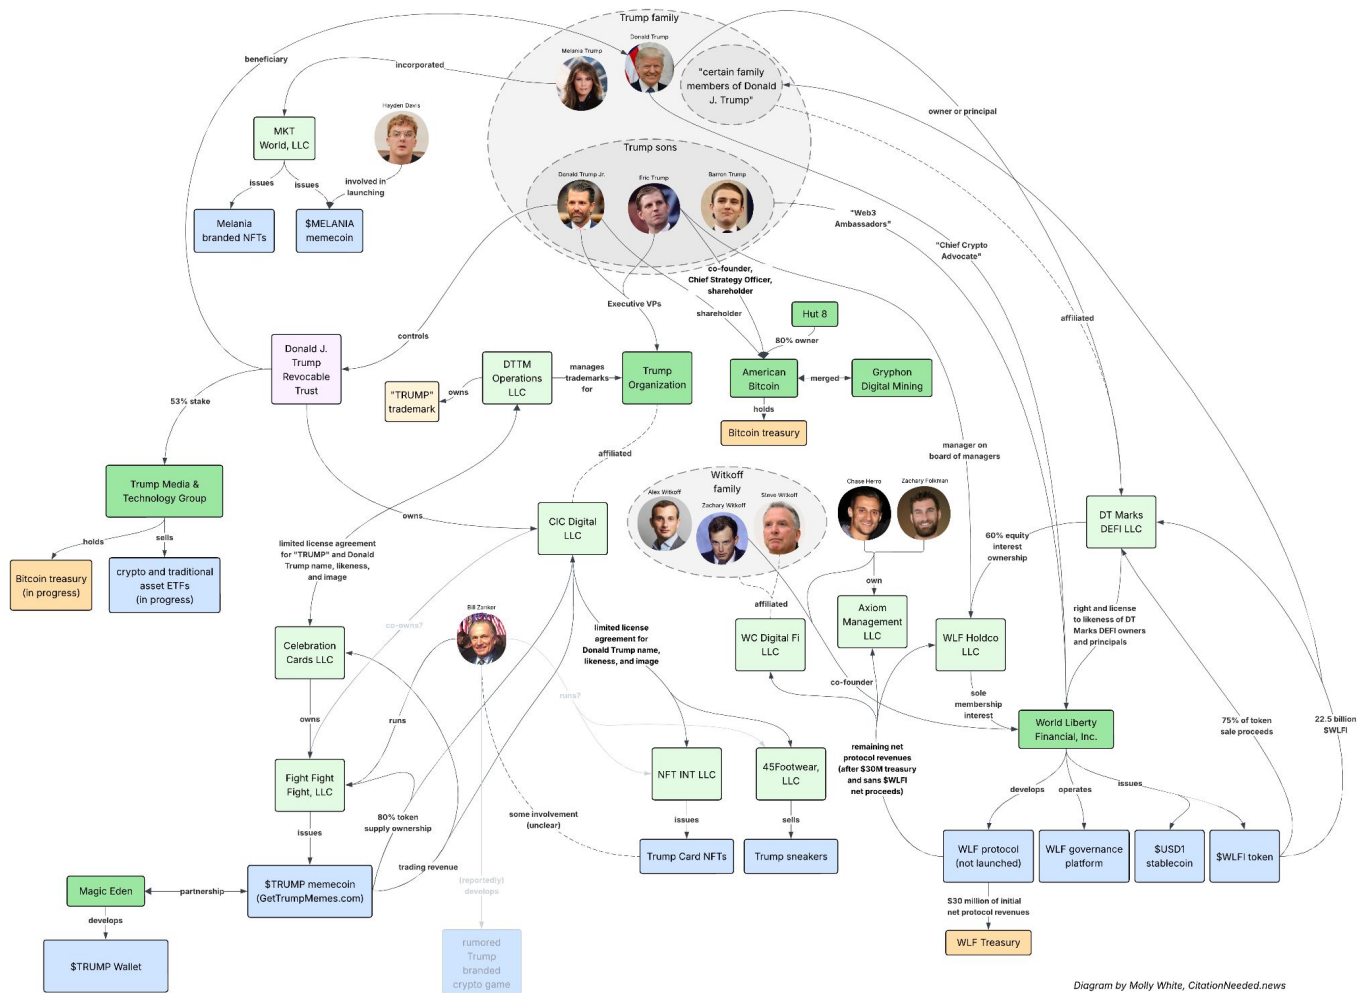 Trump family
Donald Trump
Melania Trump
"certain family
members of Donald
J. Trump"
beneficiary
incorporated
Hayden Davis
owner or principal
MKT
World, LLC
Trump sons
Donald Trump Jr.
Eric Trump
Barron Trump
issues
issues
involved in
launching
Melania
branded NFTs
$MELANIA
memecoin
"Web3
Ambassadors"
"Chief Crypto
Advocate"
co-founder,
Chief Strategy Officer,
shareholder
Executive VPs
shareholder
Hut 8
affiliated
controls
80% owner
Donald J.
Trump
Revocable
Trust
DTTM
Operations
LLC
manages
trademarks
for
Trump
Organization
American
Bitcoin
merged
Gryphon
Digital Mining
"TRUMP"
trademark
owns
53% stake
holds
Bitcoin treasury
manager on
board of managers
affiliated
Trump Media &
Technology Group
Witkoff
family
Alex Witkoff
Zachary Witkoff
Steve Witkoff
Chase Herro
Zachary Folkman
CIC Digital
LLC
owns
DT Marks
DEFI LLC
holds
sells
60% equity
interest
ownership
limited license agreement
for "TRUMP" and Donald
Trump name, likeness,
and image
Bitcoin treasury
(in progress)
crypto and traditional
asset ETFs
(in progress)
own
affiliated
Axiom
Management
LLC
right and license
to likeness of DT
Marks DEFI owners
and principals
Bill Zanker
co-owns?
limited license
agreement for
Donald Trump name,
likeness, and image
Celebration
Cards LLC
WC Digital Fi
LLC
WLF Holdco
LLC
co-founder
runs?
sole
membership
interest
owns
runs
World Liberty
Financial, Inc.
75% of token
sale proceeds
22.5 billion
$WLFI
Fight Fight
Fight, LLC
NFT INT LLC
45Footwear,
LLC
remaining net
protocol revenues
(after $30M treasury
and sans $WLFI
net proceeds)
develops
operates
issues
80% token
supply ownership
some involvement
(unclear)
issues
issues
sells
Trump Card NFTs
Trump sneakers
WLF protocol
(not launched)
WLF governance
platform
$USD1
stablecoin
$WLFI token
trading revenue
Magic Eden
partnership
$TRUMP memecoin
(GetTrumpMemes.com)
(reportedly)
develops
$30 million of initial
net protocol revenues
develops
$TRUMP Wallet
rumored
Trump
branded
crypto game
WLF Treasury
Diagram by Molly White, CitationNeeded.news